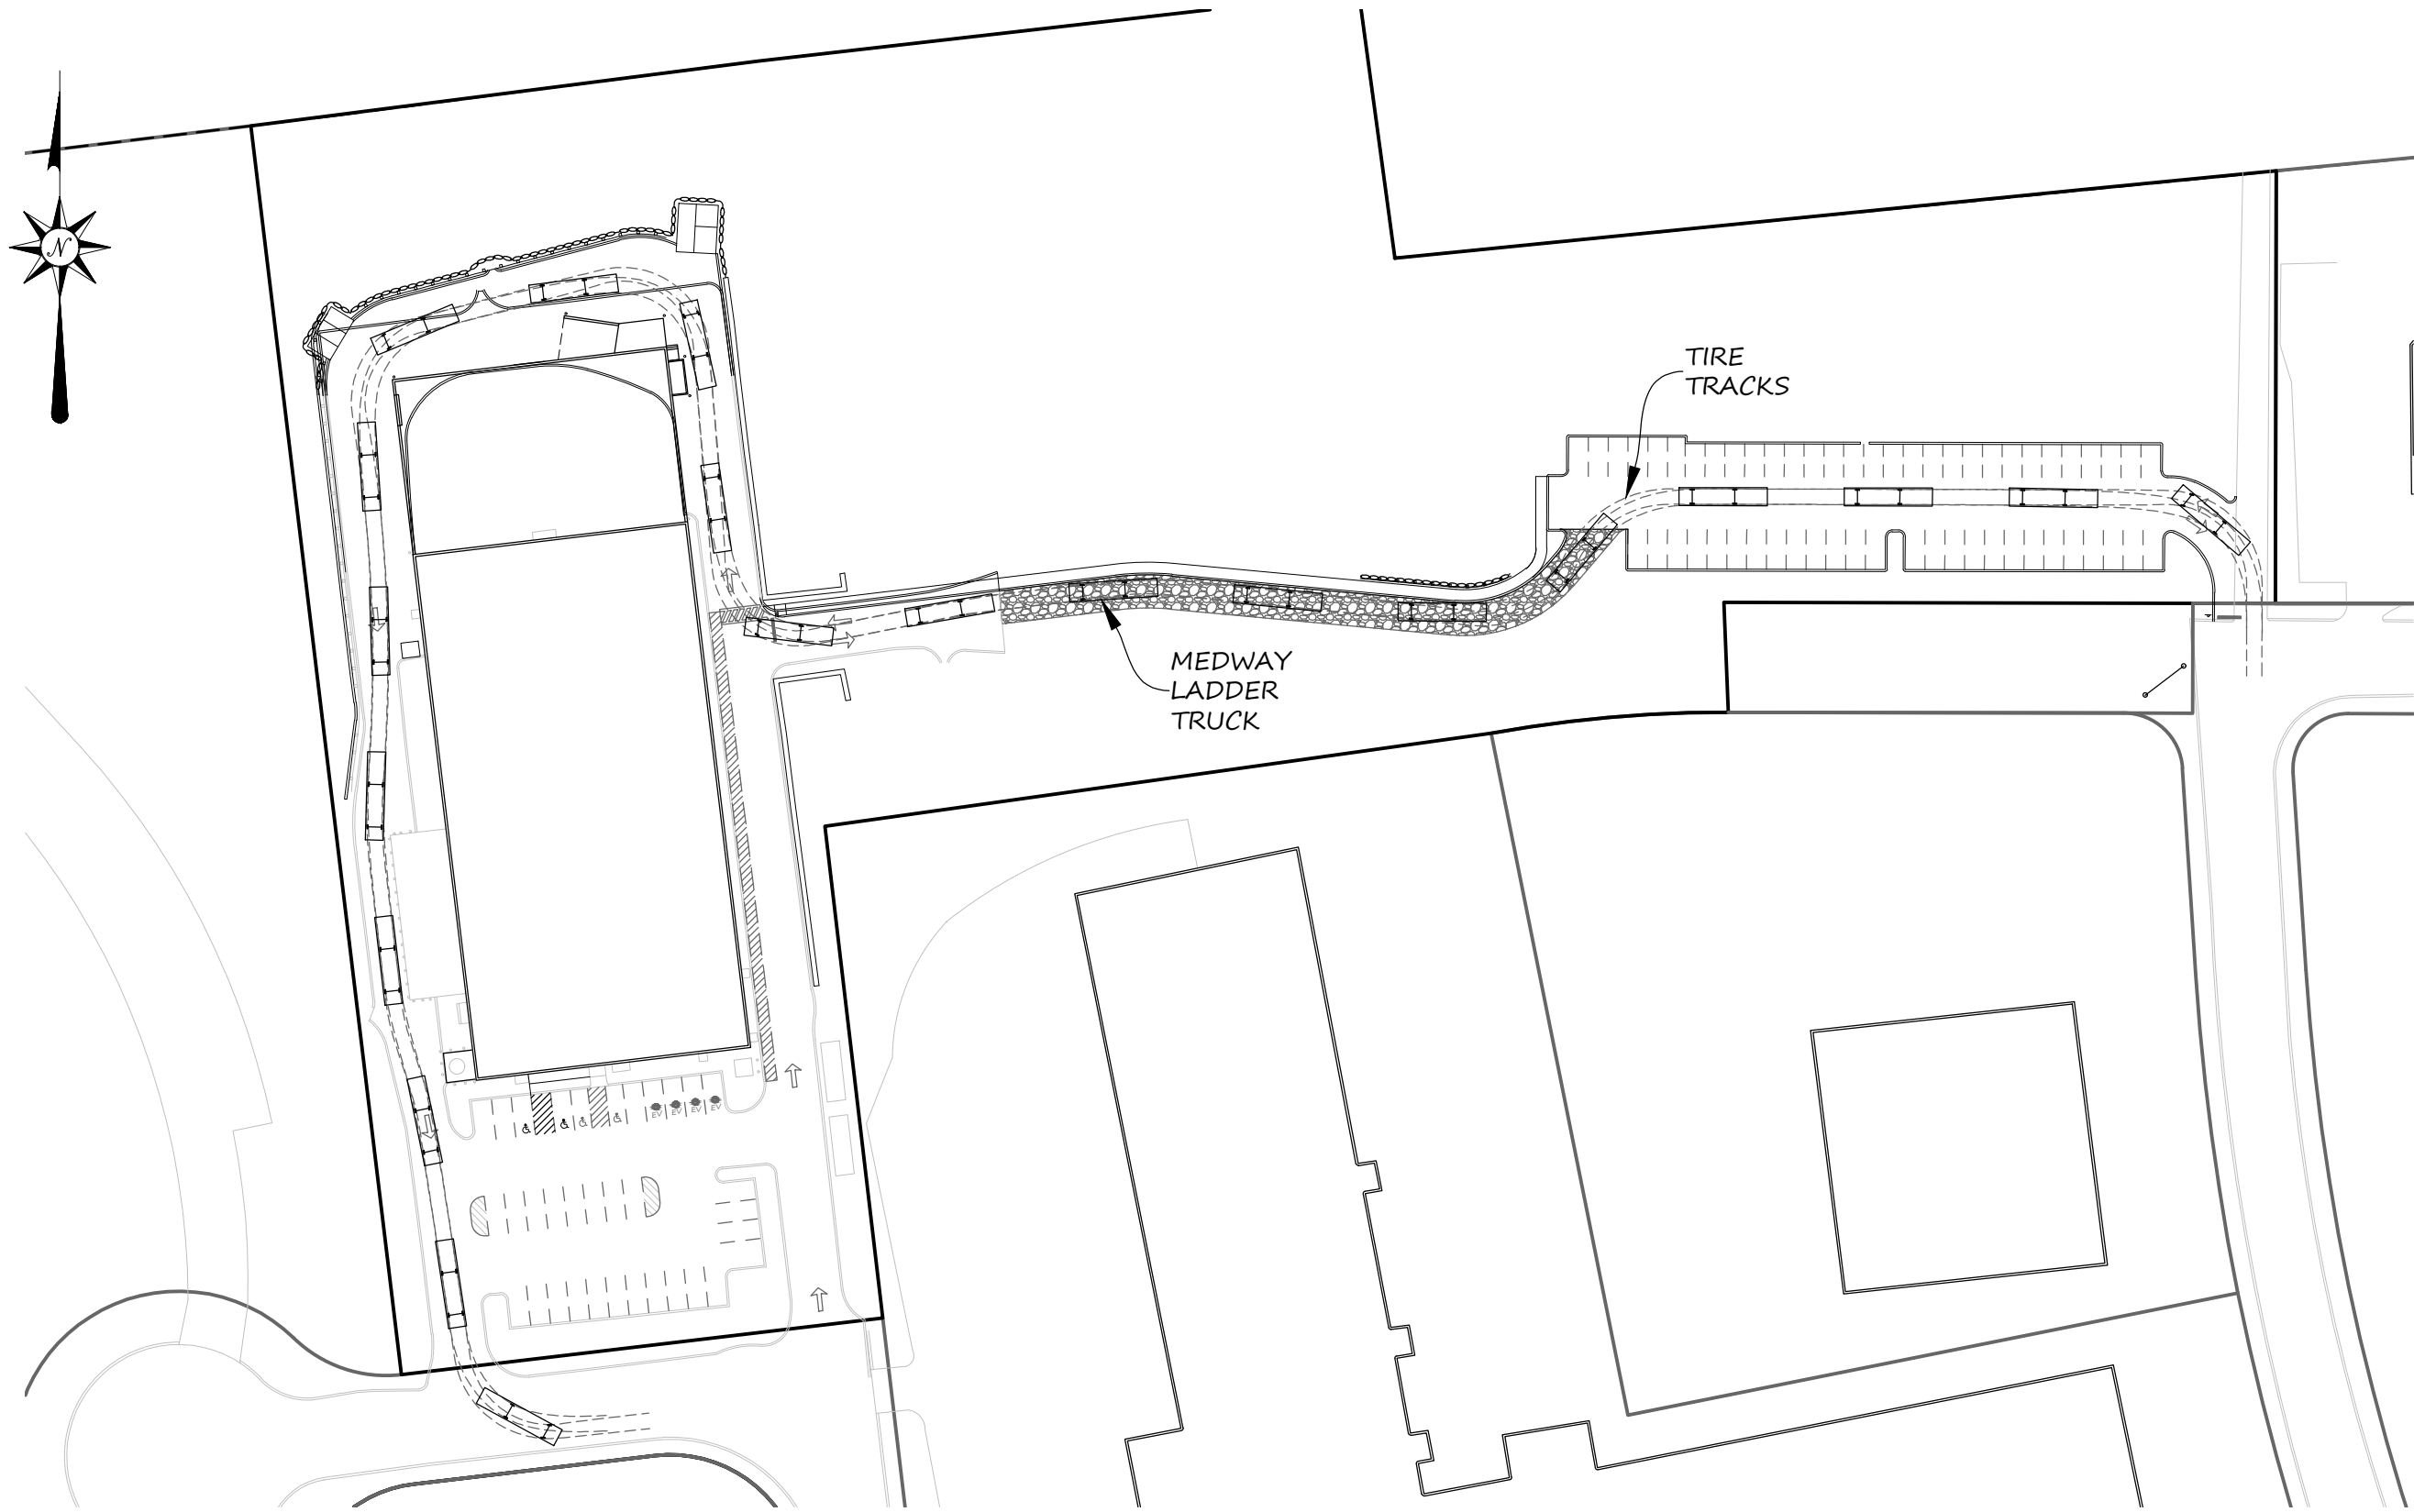 N
TIRE
TRACKS
MEDWAY
LADDER
TRUCK
EV
EV
EV
EV